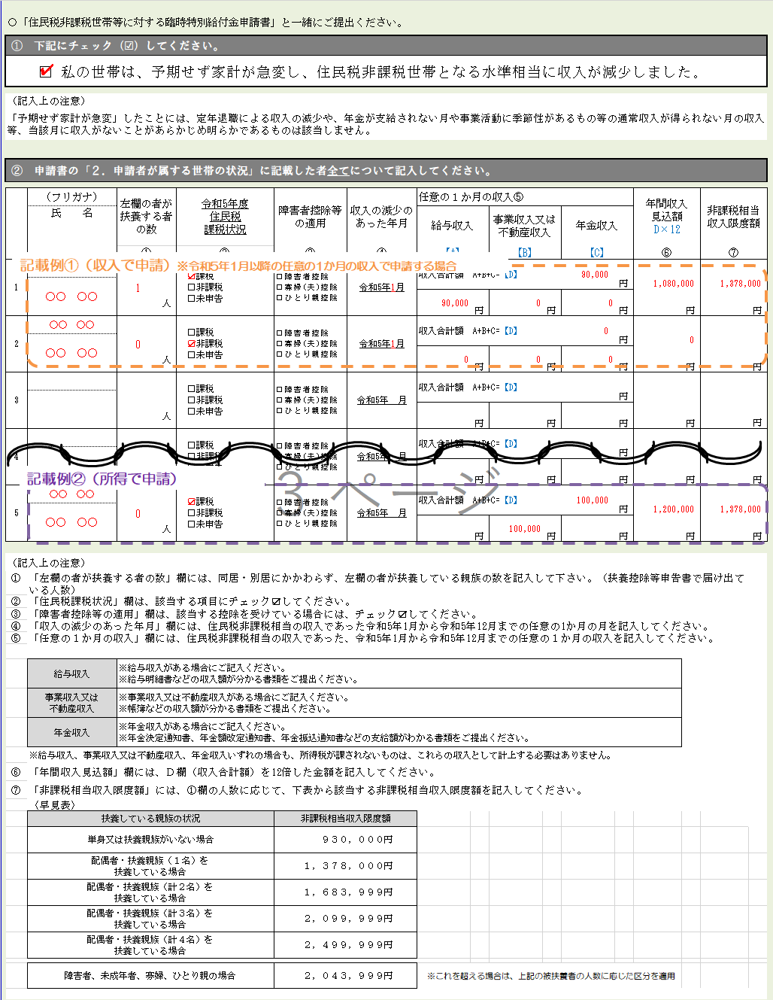 ○「住民税非課税世帯等に対する臨時特別給付金申請書」と一緒にご提出ください。
① 下記にチェック（☑）してください。
☑ 私の世帯は、予期せず家計が急変し、住民税非課税世帯となる水準相当に収入が減少しました。
（記入上の注意）
「予期せず家計が急変」したことには、定年退職による収入の減少や、年金が支給されない月や事業活動に季節性があるもの等の通常収入が得られない月の収入
等、当該月に収入がないことがあらかじめ明らかであるものは該当しません。
② 申請書の「２．申請者が属する世帯の状況」に記載した者全てについて記入してください。
（フリガナ）
氏 名
左欄の者が
扶養する者
の数
令和5年度
住民税
課税状況
障害者控除等
の適用
収入の減少の
あった年月
任意の１か月の収入⑤
給与収入
事業収入又は
不動産収入
年金収入
【A】
【B】
【C】
年間収入
見込額
D×12
⑥
非課税相当
収入限度額
⑦
記載例①（収入で申請）※令和5年1月以降の任意の1か月の収入で申請する場合
1
○○ ○○
1
人
☑課税
□非課税
□未申告
□障害者控除
□寡婦(夫)控除
□ひとり親控除
令和5年1月
収入合計額 A+B+C=【D】
90,000
円
90,000 円
0 円
0 円
1,080,000
円
1,378,000
円
2
○○ ○○
○○ ○○
0
人
□課税
☑非課税
□未申告
□障害者控除
□寡婦(夫)控除
□ひとり親控除
令和5年1月
収入合計額 A+B+C=【D】
0
円
0 円
0 円
0 円
0
円
円
3
人
□課税
□非課税
□未申告
□障害者控除
□寡婦(夫)控除
□ひとり親控除
令和5年 月
収入合計額 A+B+C=【D】
円
円
円
円
円
円
4
□課税
□非課税
□障害者控除
□寡婦(夫)控除
□ひとり親控除
令和5年 月
収入合計額 A+B+C=【D】
円
円
円
円
円
円
3 ページ
記載例②（所得で申請）
5
○○ ○○
○○ ○○
0
人
☑課税
□非課税
□未申告
□障害者控除
□寡婦(夫)控除
□ひとり親控除
令和5年 月
収入合計額 A+B+C=【D】
100,000
円
円
100,000 円
円
1,200,000
円
1,378,000
円
（記入上の注意）
① 「左欄の者が扶養する者の数」欄には、同居・別居にかかわらず、左欄の者が扶養している親族の数を記入して下さい。（扶養控除等申告書で届け出て
いる人数）
② 「住民税課税状況」欄は、該当する項目にチェック☑してください。
③ 「障害者控除等の適用」欄は、該当する控除を受けている場合には、チェック☑してください。
④ 「収入の減少のあった年月」欄には、住民税非課税相当の収入であった令和5年1月から令和5年12月までの任意の1か月の月を記入してください。
⑤ 「任意の１か月の収入」欄には、住民税非課税相当の収入であった、令和5年1月から令和5年12月までの任意の１か月の収入を記入してください。
給与収入
※給与収入がある場合にご記入ください。
※給与明細書などの収入額が分かる書類をご提出ください。
事業収入又は
不動産収入
※事業収入又は不動産収入がある場合にご記入ください。
※帳簿などの収入額が分かる書類をご提出ください。
年金収入
※年金収入がある場合にご記入ください。
※年金決定通知書、年金額改定通知書、年金振込通知書などの支給額がわかる書類をご提出ください。
※給与収入、事業収入又は不動産収入、年金収入いずれの場合も、所得税が課されないものは、これらの収入として計上する必要はありません。
⑥ 「年間収入見込額」欄には、Ｄ欄（収入合計額）を12倍した金額を記入してください。
⑦ 「非課税相当収入限度額」には、①欄の人数に応じて、下表から該当する非課税相当収入限度額を記入してください。
〈早見表〉
扶養している親族の状況
非課税相当収入限度額
単身又は扶養親族がいない場合
９３０，０００円
配偶者・扶養親族（１名）を
扶養している場合
１，３７８，０００円
配偶者・扶養親族（計２名）を
扶養している場合
１，６８３，９９９円
配偶者・扶養親族（計３名）を
扶養している場合
２，０９９，９９９円
配偶者・扶養親族（計４名）を
扶養している場合
２，４９９，９９９円
障害者、未成年者、寡婦、ひとり親の場合
２，０４３，９９９円
※これを超える場合は、上記の被扶養者の人数に応じた区分を適用